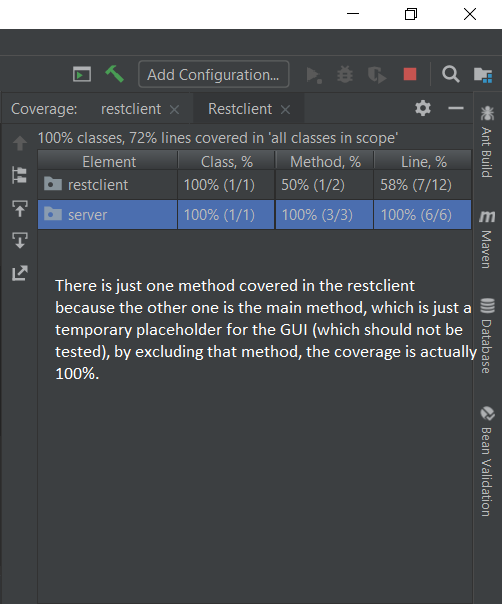 Add Configuration...
Coverage: restclient Restclient
100% classes, 72% lines covered in 'all classes in scope'
Element Class, % Method, % Line, %
restclient 100% (1/1) 50% (1/2) 58% (7/12)
server 100% (1/1) 100% (3/3) 100% (6/6)
There is just one method covered in the restclient
because the other one is the main method, which is just a
temporary placeholder for the GUI (which should not be
tested), by excluding that method, the coverage is actually
100%.
Ant Build
m Maven
Database
Bean Validation